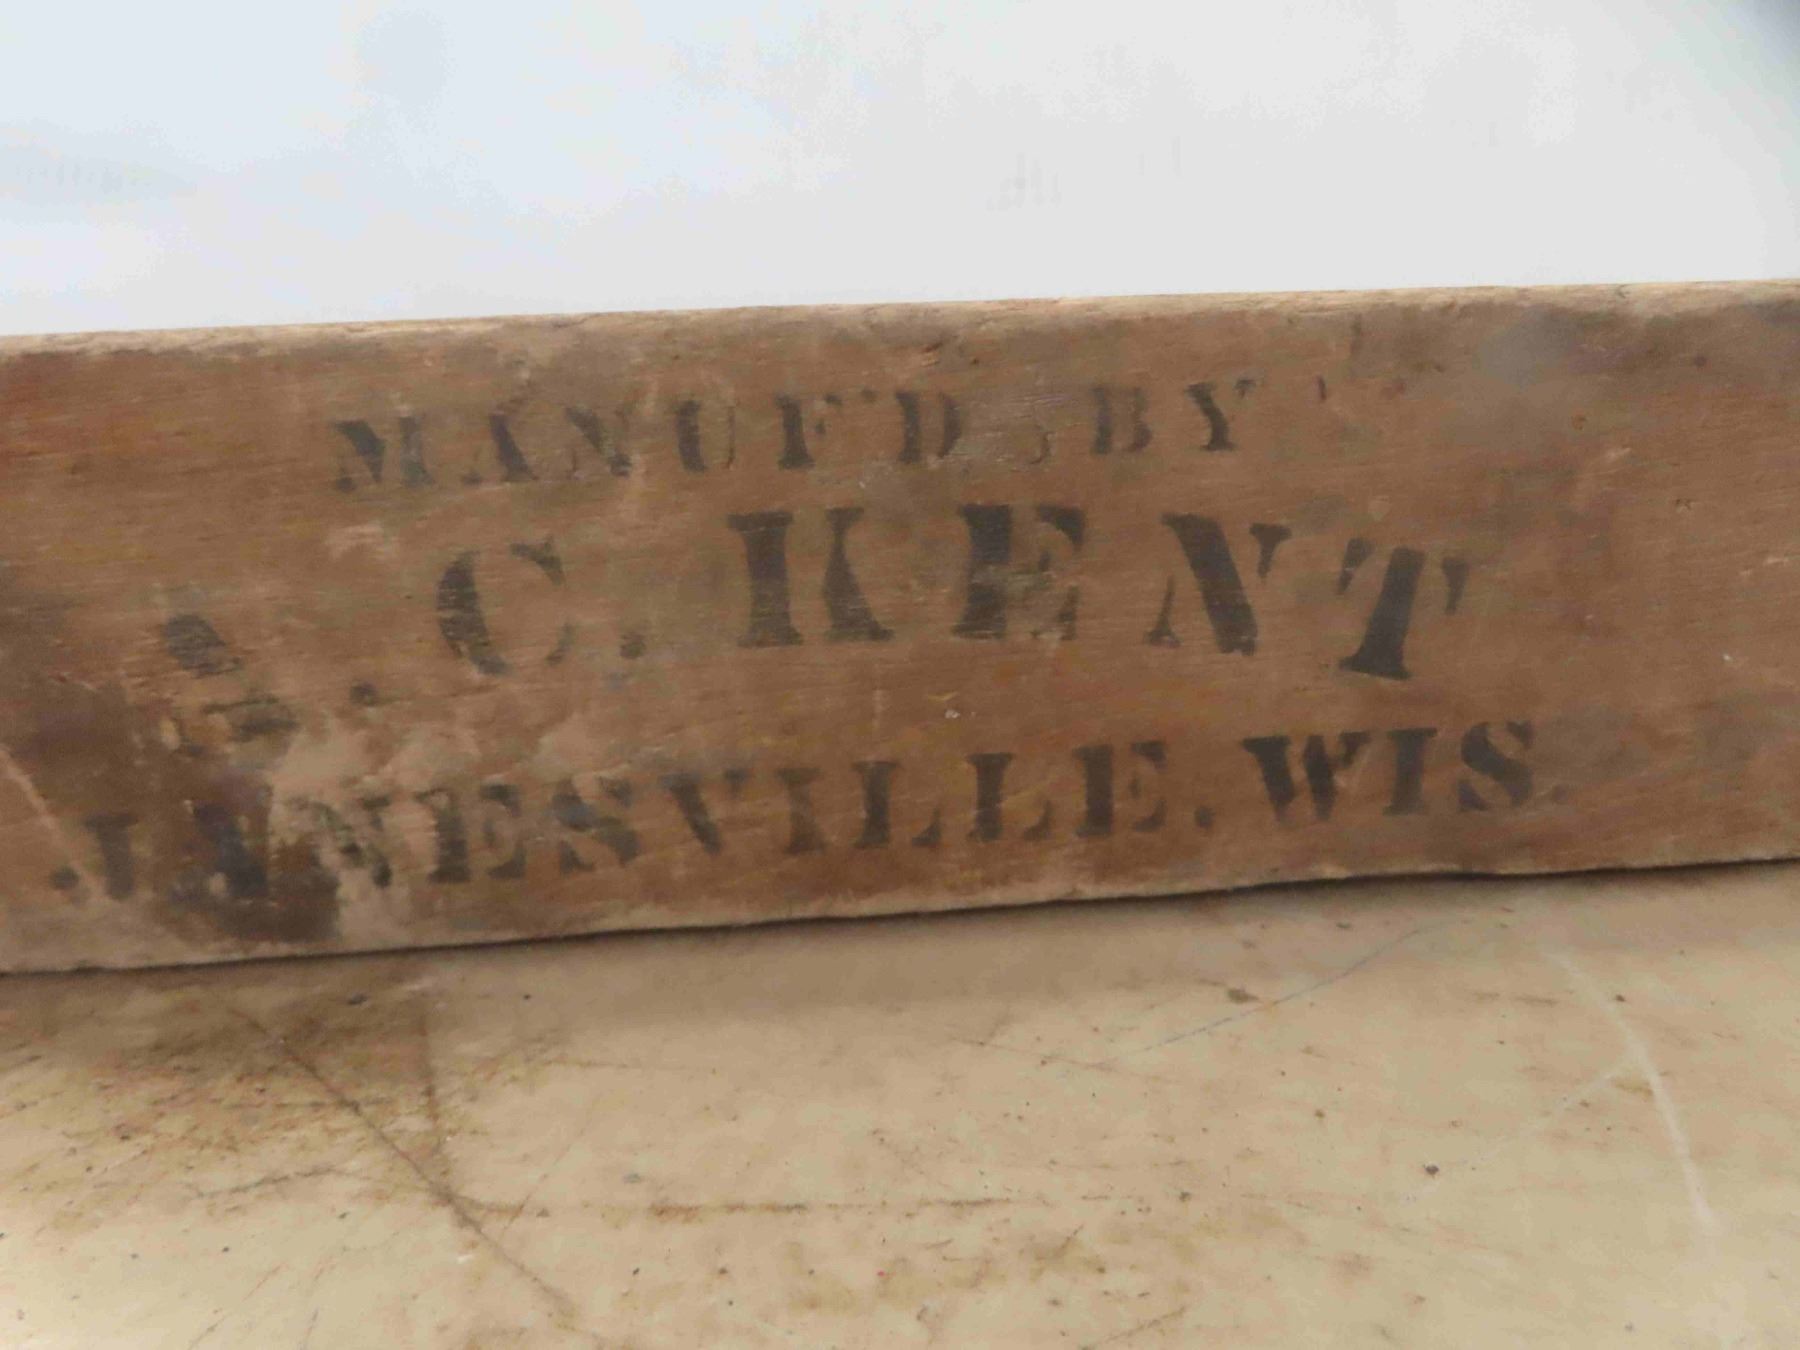 MANUF'D BY
A. C. KENT
JANESVILLE. WIS.